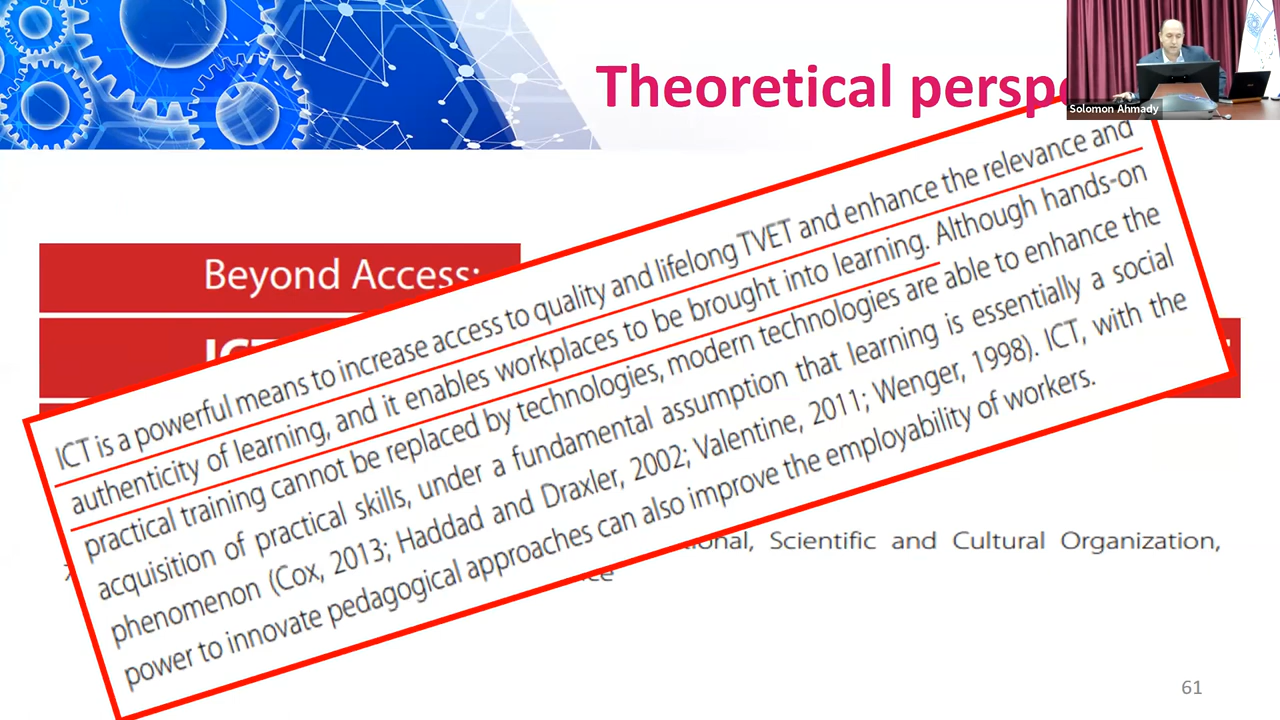 Theoretical persp
Solomon Ahmady
Beyond Access:
ICT
ICT is a powerful means to increase access to quality and lifelong TVET and enhance the relevance and
authenticity of learning, and it enables workplaces to be brought into learning. Although hands-on
practical training cannot be replaced by technologies, modern technologies are able to enhance the
acquisition of practical skills, under a fundamental assumption that learning is essentially a social
phenomenon (Cox, 2013; Haddad and Draxler, 2002; Valentine, 2011; Wenger, 1998). ICT, with the
power to innovate pedagogical approaches can also improve the employability of workers.
Scientific and Cultural Organization,
61